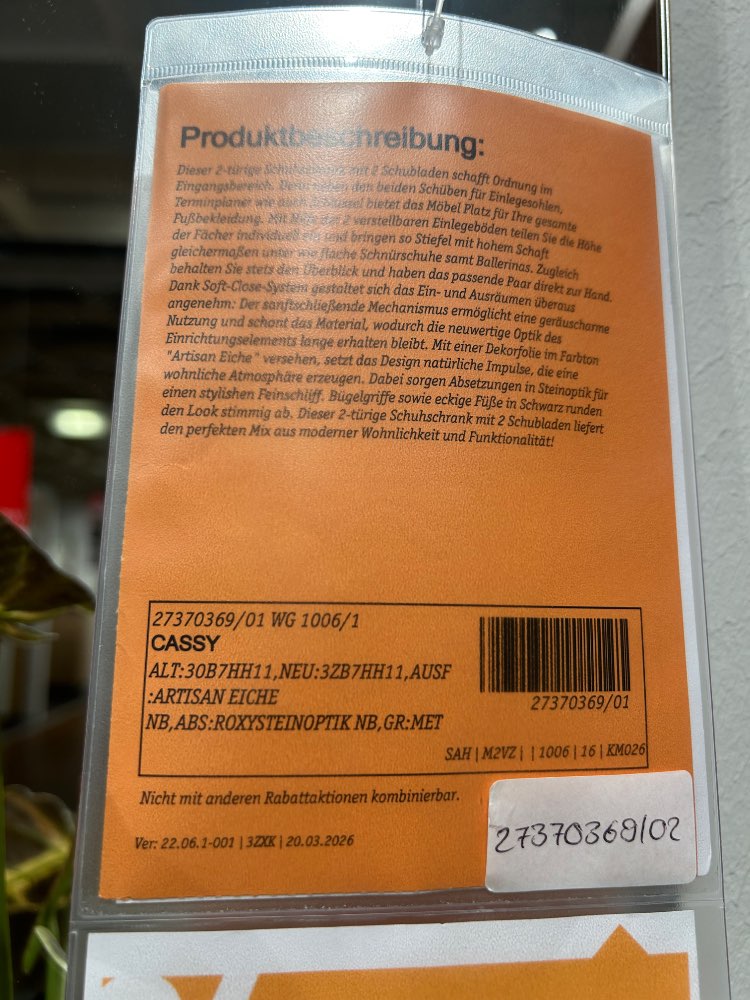 Produktbeschreibung:
Dieser 2-türige Schuhschrank mit 2 Schubladen schafft Ordnung im
Eingangsbereich. Denn neben den beiden Schüben für Einlegesohlen,
Terminplaner wie auch Schlüssel bietet das Möbel Platz für Ihre gesamte
Fußbekleidung. Mit Hilfe der 2 verstellbaren Einlegeböden teilen Sie die Höhe
der Fächer individuell ein und bringen so Stiefel mit hohem Schaft
gleichermaßen unter wie flache Schnürschuhe samt Ballerinas. Zugleich
behalten Sie stets den Überblick und haben das passende Paar direkt zur Hand.
Dank Soft-Close-System gestaltet sich das Ein- und Ausräumen überaus
angenehm: Der sanftschließende Mechanismus ermöglicht eine geräuscharme
Nutzung und schont das Material, wodurch die neuwertige Optik des
Einrichtungselements lange erhalten bleibt. Mit einer Dekorfolie im Farbton
"Artisan Eiche" versehen, setzt das Design natürliche Impulse, die eine
wohnliche Atmosphäre erzeugen. Dabei sorgen Absetzungen in Steinoptik für
einen stylishen Feinschliff. Bügelgriffe sowie eckige Füße in Schwarz runden
den Look stimmig ab. Dieser 2-türige Schuhschrank mit 2 Schubladen liefert
den perfekten Mix aus moderner Wohnlichkeit und Funktionalität!
27370369/01 WG 1006/1
CASSY
ALT:30B7HH11,NEU:3ZB7HH11,AUSF
:ARTISAN EICHE
NB,ABS:ROXYSTEINOPTIK NB,GR:MET
27370369/01
SAH | M2VZ | | 1006 | 16 | KM026
Nicht mit anderen Rabattaktionen kombinierbar.
27370369/02
Ver: 22.06.1-001 | 3ZXK | 20.03.2026